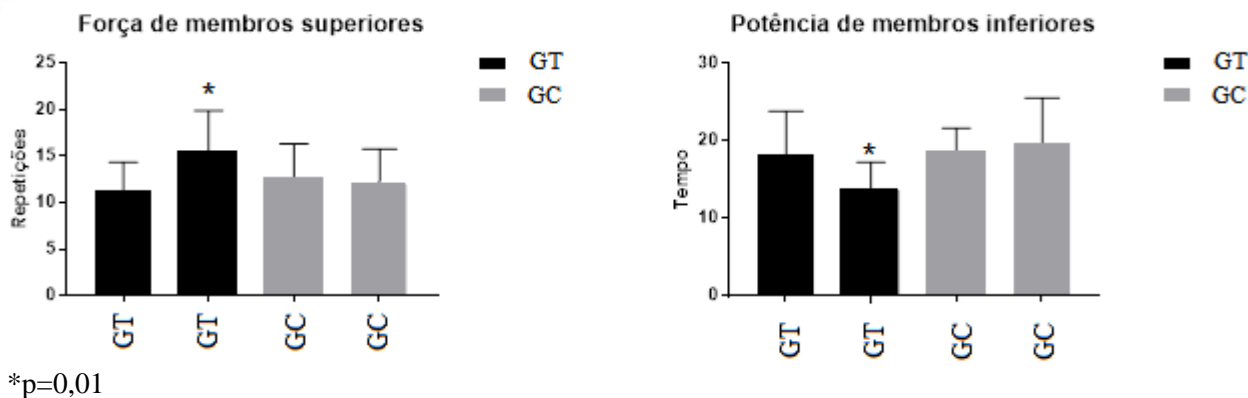 Força de membros superiores
GT
GC
25
20
15
10
5
0
Repetições
*
GT
GT
GC
GC
Potência de membros inferiores
GT
GC
30
20
10
0
Tempo
*
GT
GT
GC
GC
*p=0,01